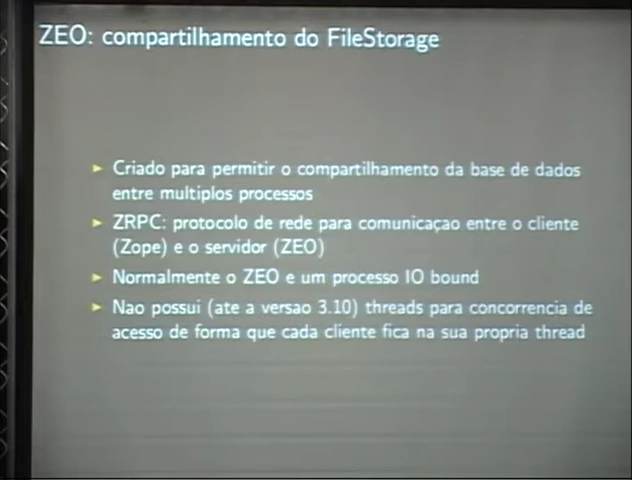 ZEO: compartilhamento do FileStorage
Criado para permitir o compartilhamento da base de dados
entre multiplos processos
ZRPC: protocolo de rede para comunicaçao entre o cliente
(Zope) e o servidor (ZEO)
Normalmente o ZEO e um processo IO bound
Nao possui (ate a versao 3.10) threads para concorrencia de
acesso de forma que cada cliente fica na sua propria thread